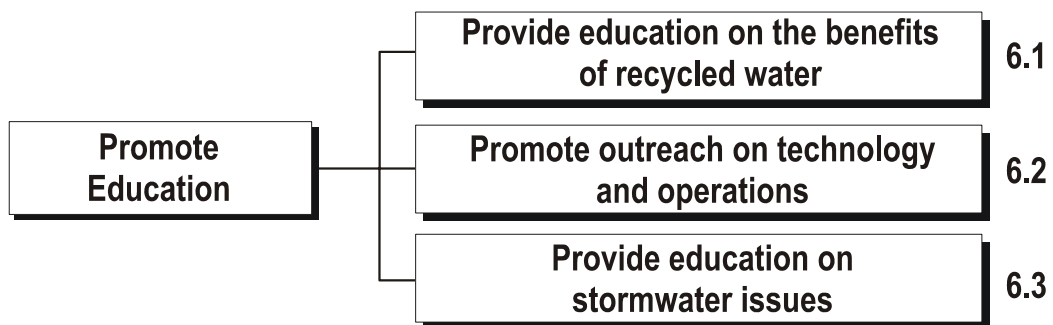 Promote
Education
Provide education on the benefits
of recycled water
6.1
Promote outreach on technology
and operations
6.2
Provide education on
stormwater issues
6.3